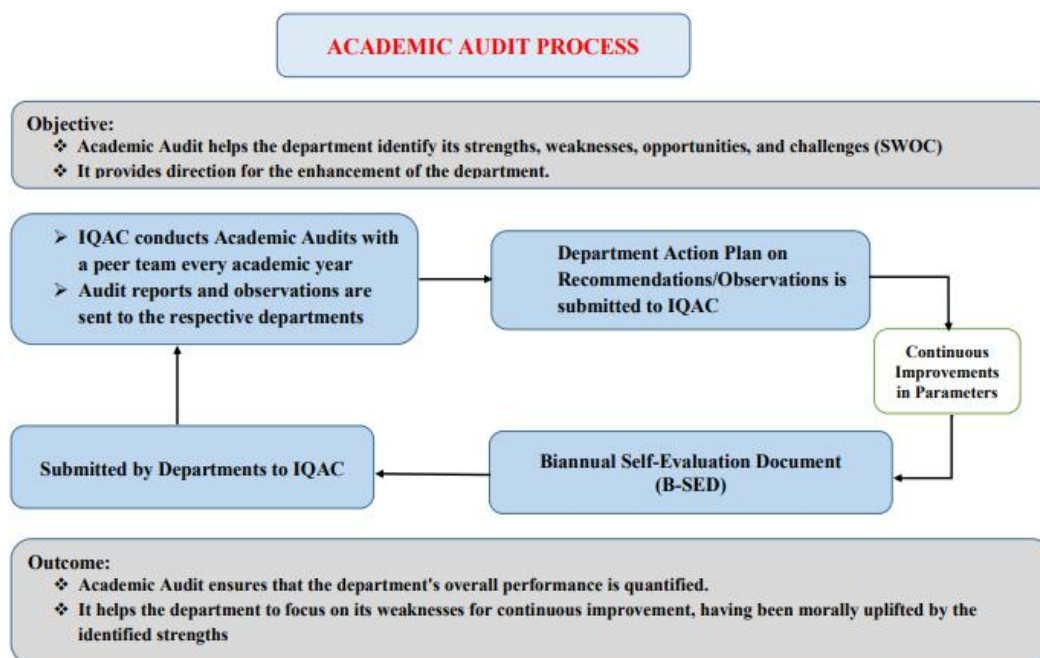 ACADEMIC AUDIT PROCESS
Objective:
❖ Academic Audit helps the department identify its strengths, weaknesses, opportunities, and challenges (SWOC)
❖ It provides direction for the enhancement of the department.
➢ IQAC conducts Academic Audits with
a peer team every academic year
➢ Audit reports and observations are
sent to the respective departments
Department Action Plan on
Recommendations/Observations is
submitted to IQAC
Continuous
Improvements
in Parameters
Biannual Self-Evaluation Document
(B-SED)
Submitted by Departments to IQAC
Outcome:
❖ Academic Audit ensures that the department's overall performance is quantified.
❖ It helps the department to focus on its weaknesses for continuous improvement, having been morally uplifted by the
identified strengths